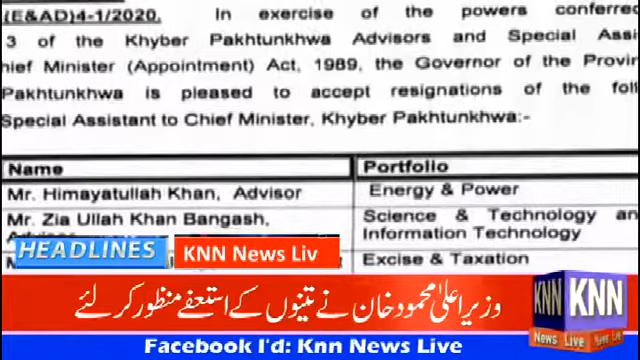 (E&AD)4-1/2020. In exercise of the powers conferred
3 of the Khyber Pakhtunkhwa Advisors and Special Assi
hief Minister (Appointment) Act, 1989, the Governor of the Provin
Pakhtunkhwa is pleased to accept resignations of the foll
Special Assistant to Chief Minister, Khyber Pakhtunkhwa:-
Name Portfolio
Mr. Himayatullah Khan, Advisor Energy & Power
Mr. Zia Ullah Khan Bangash, Science & Technology an
Information Technology
Excise & Taxation
HEADLINES KNN News Liv
وزیراعلیٰ محمود خان نے تینوں کے استعفے منظور کر لئے
KNN KNN
News Live News Live
Facebook I'd: Knn News Live